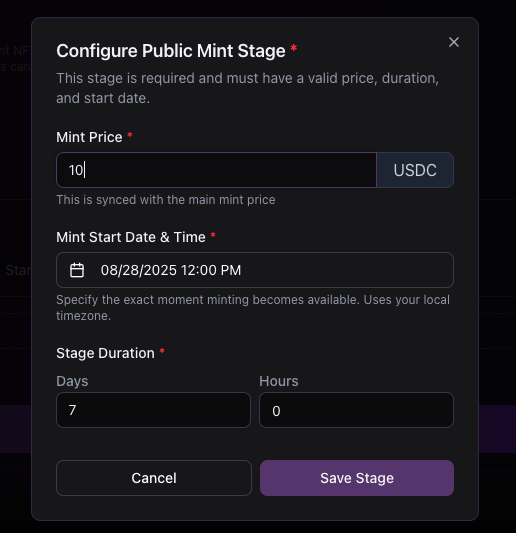 Configure Public Mint Stage *
This stage is required and must have a valid price, duration,
and start date.
Mint Price *
10
USDC
This is synced with the main mint price
Mint Start Date & Time *
08/28/2025 12:00 PM
Specify the exact moment minting becomes available. Uses your local
timezone.
Stage Duration *
Days
Hours
7
0
Cancel
Save Stage